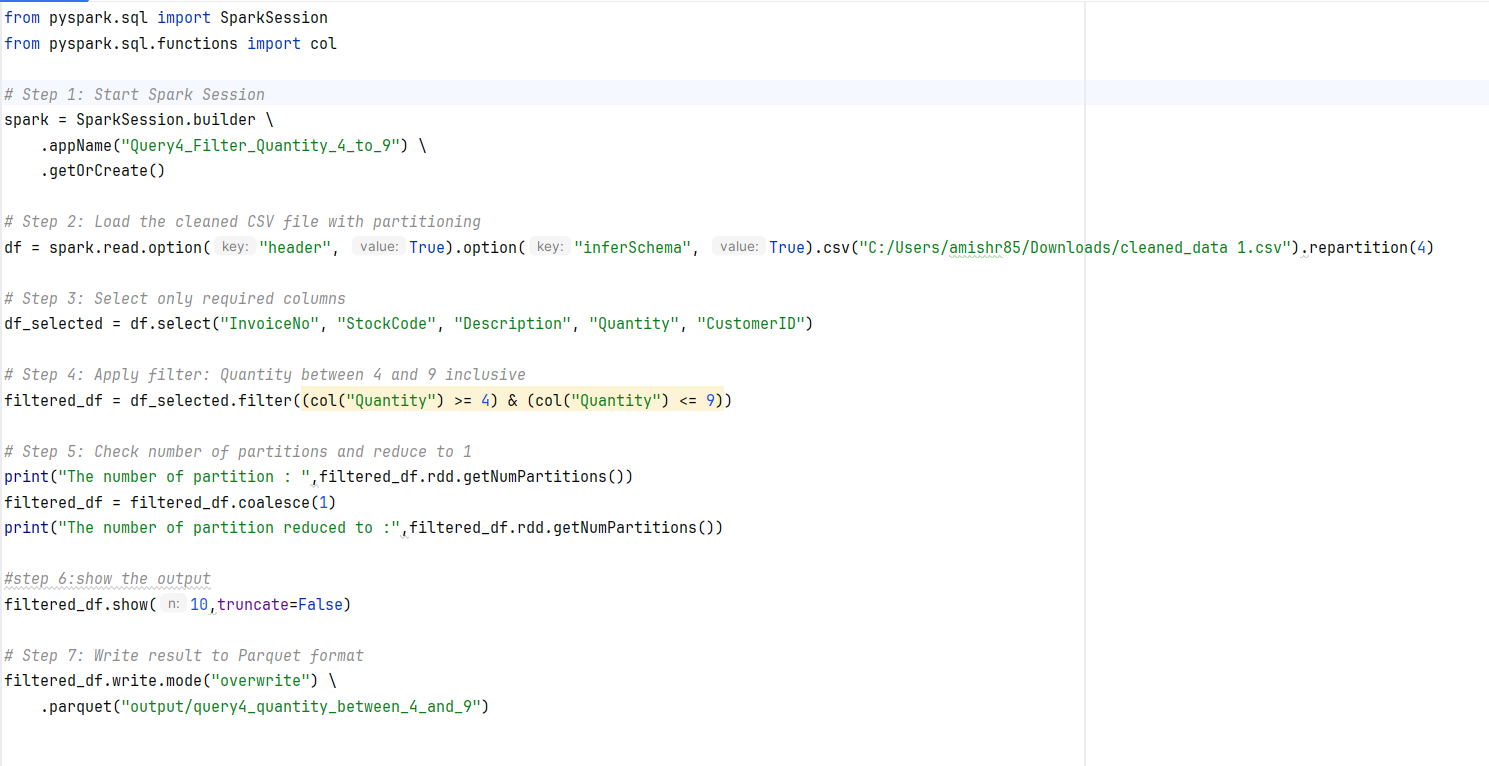 from pyspark.sql import SparkSession
from pyspark.sql.functions import col
# Step 1: Start Spark Session
spark = SparkSession.builder \
    .appName("Query4_Filter_Quantity_4_to_9") \
    .getOrCreate()
# Step 2: Load the cleaned CSV file with partitioning
df = spark.read.option( key: "header", value: True).option( key: "inferSchema", value: True).csv("C:/Users/amishr85/Downloads/cleaned_data 1.csv").repartition(4)
# Step 3: Select only required columns
df_selected = df.select("InvoiceNo", "StockCode", "Description", "Quantity", "CustomerID")
# Step 4: Apply filter: Quantity between 4 and 9 inclusive
filtered_df = df_selected.filter((col("Quantity") >= 4) & (col("Quantity") <= 9))
# Step 5: Check number of partitions and reduce to 1
print("The number of partition : ",filtered_df.rdd.getNumPartitions())
filtered_df = filtered_df.coalesce(1)
print("The number of partition reduced to :",filtered_df.rdd.getNumPartitions())
#step 6:show the output
filtered_df.show( n: 10,truncate=False)
# Step 7: Write result to Parquet format
filtered_df.write.mode("overwrite") \
    .parquet("output/query4_quantity_between_4_and_9")